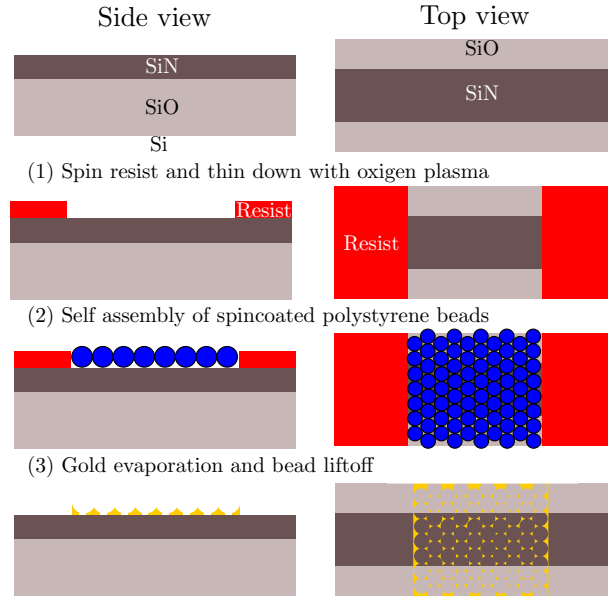 Side view
Top view
SiN
SiO
Si
SiO
SiN
(1) Spin resist and thin down with oxigen plasma
Resist
Resist
(2) Self assembly of spincoated polystyrene beads
(3) Gold evaporation and bead liftoff